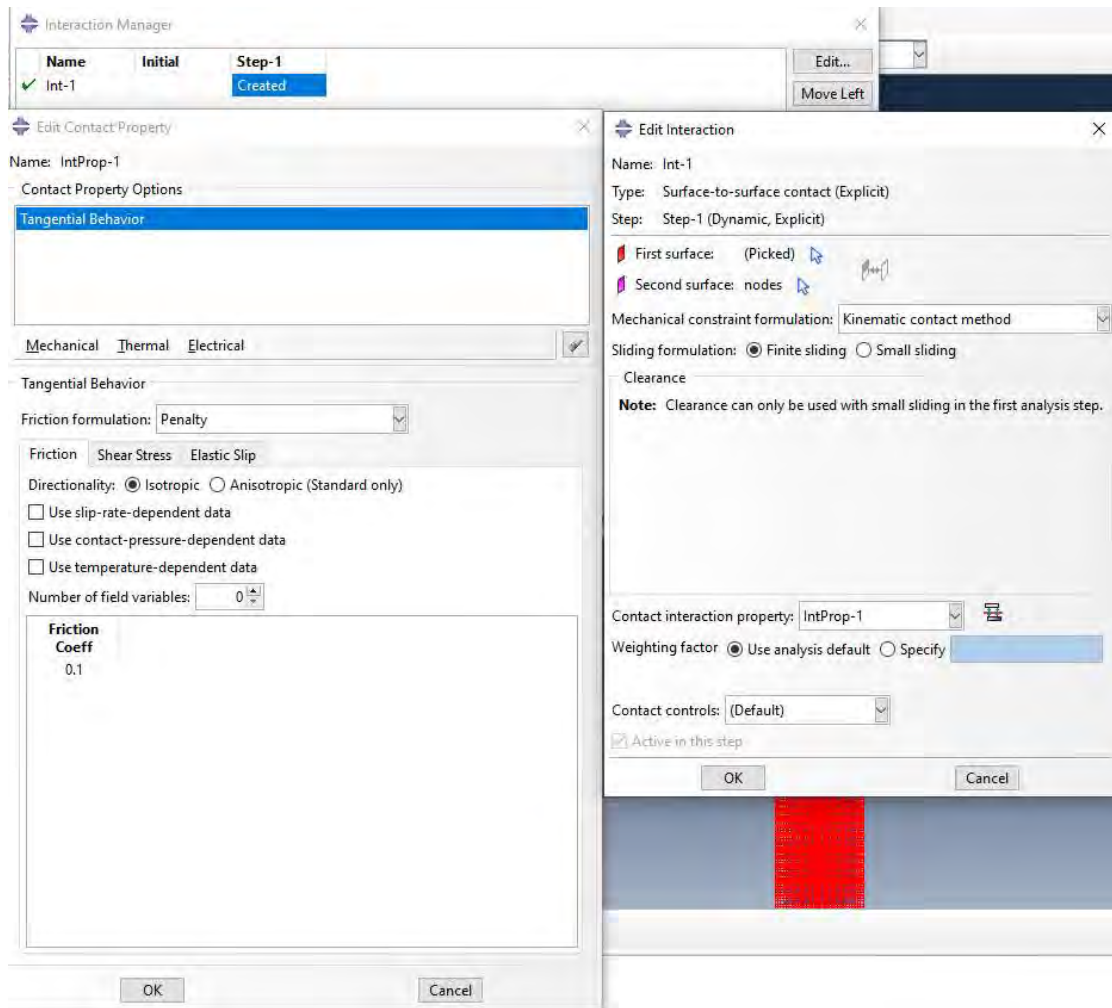 Interaction Manager
Name Initial Step-1
Int-1 Created
Edit...
Move Left
Edit Contact Property
Name: IntProp-1
Contact Property Options
Tangential Behavior
Mechanical Thermal Electrical
Tangential Behavior
Friction formulation: Penalty
Friction Shear Stress Elastic Slip
Directionality: Isotropic Anisotropic (Standard only)
Use slip-rate-dependent data
Use contact-pressure-dependent data
Use temperature-dependent data
Number of field variables: 0
Friction
Coeff
0.1
OK Cancel
Edit Interaction
Name: Int-1
Type: Surface-to-surface contact (Explicit)
Step: Step-1 (Dynamic, Explicit)
First surface: (Picked)
Second surface: nodes
Mechanical constraint formulation: Kinematic contact method
Sliding formulation: Finite sliding Small sliding
Clearance
Note: Clearance can only be used with small sliding in the first analysis step.
Contact interaction property: IntProp-1
Weighting factor Use analysis default Specify
Contact controls: (Default)
Active in this step
OK Cancel